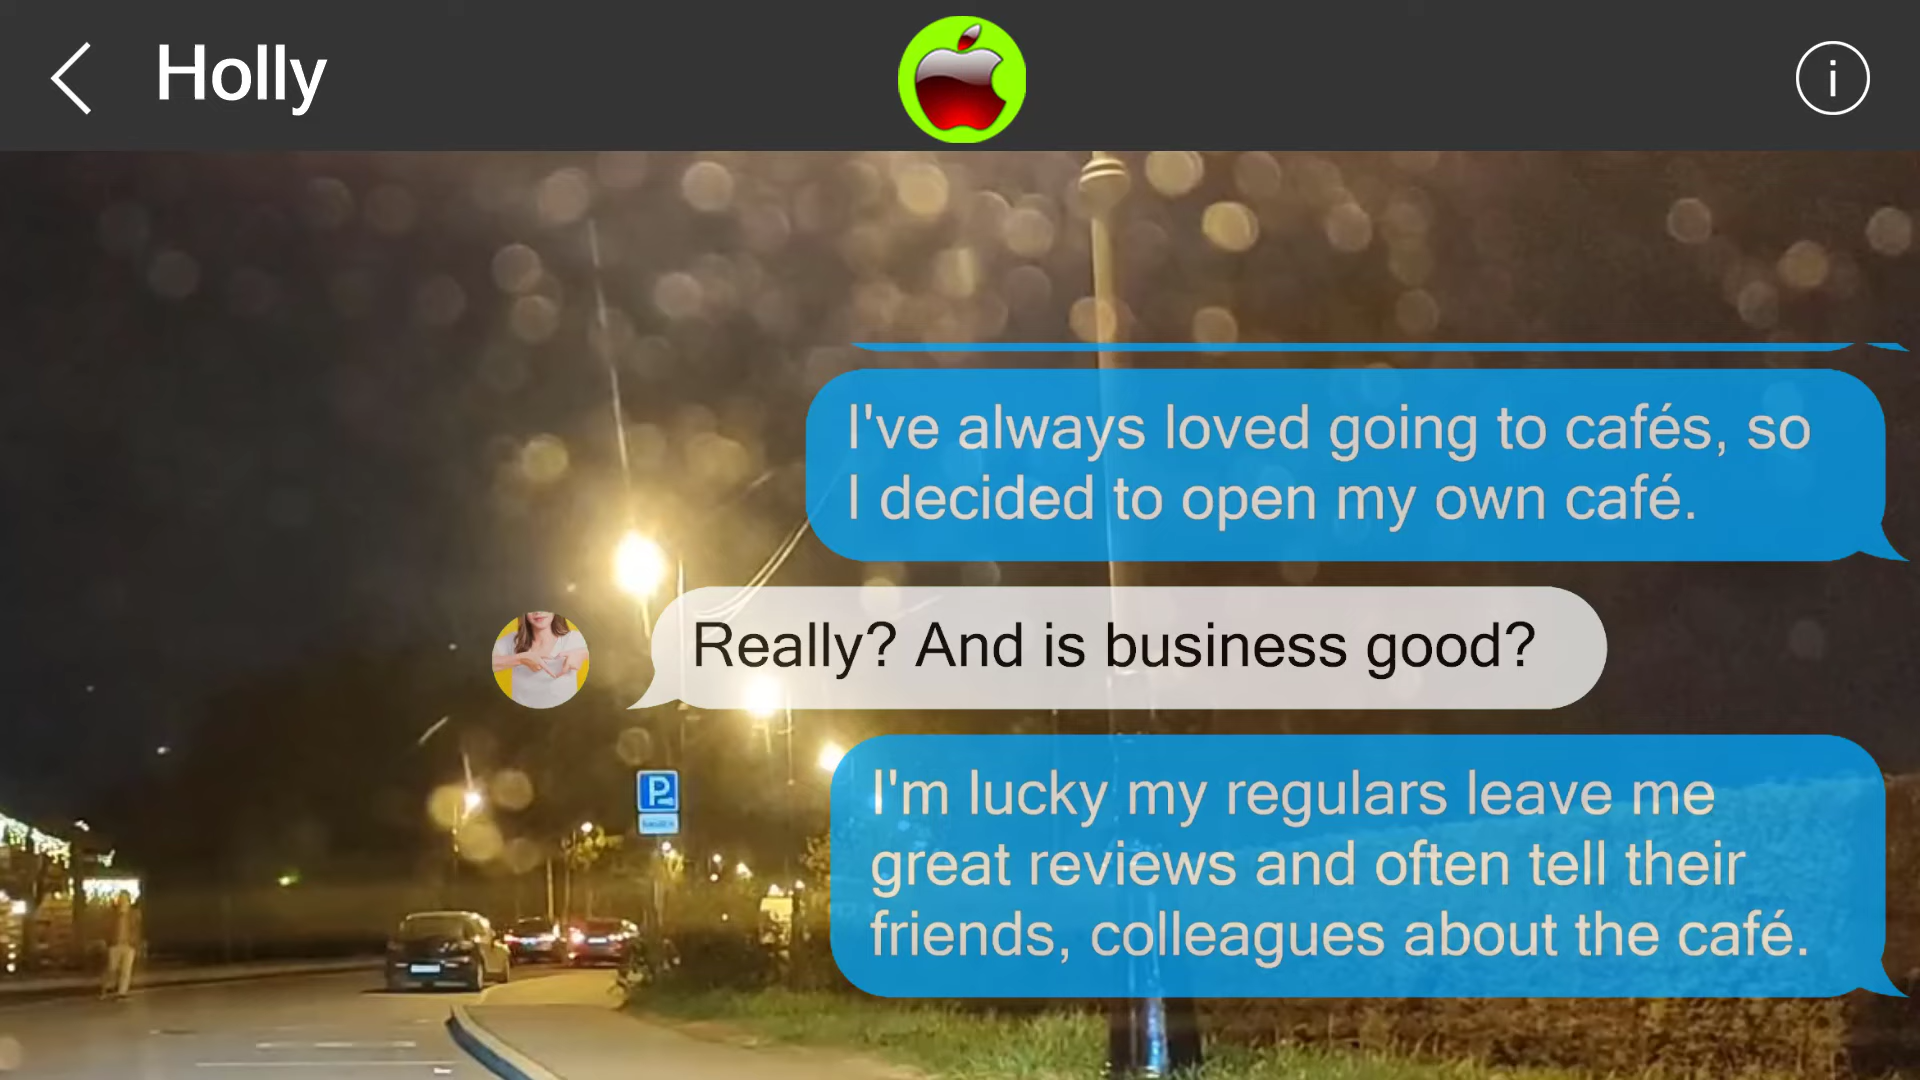 Holly
I've always loved going to cafés, so
I decided to open my own café.
Really? And is business good?
I'm lucky my regulars leave me
great reviews and often tell their
friends, colleagues about the café.
P